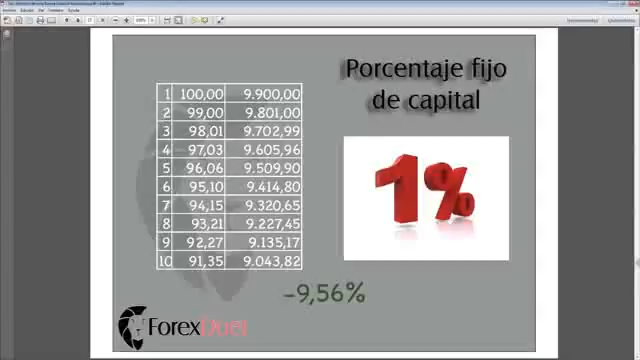 Porcentaje fijo
de capital
1 100,00 9.900,00
2 99,00 9.801,00
3 98,01 9.702,99
4 97,03 9.605,96
5 96,06 9.509,90
6 95,10 9.414,80
7 94,15 9.320,65
8 93,21 9.227,45
9 92,27 9.135,17
10 91,35 9.043,82
1%
-9,56%
ForexDuet